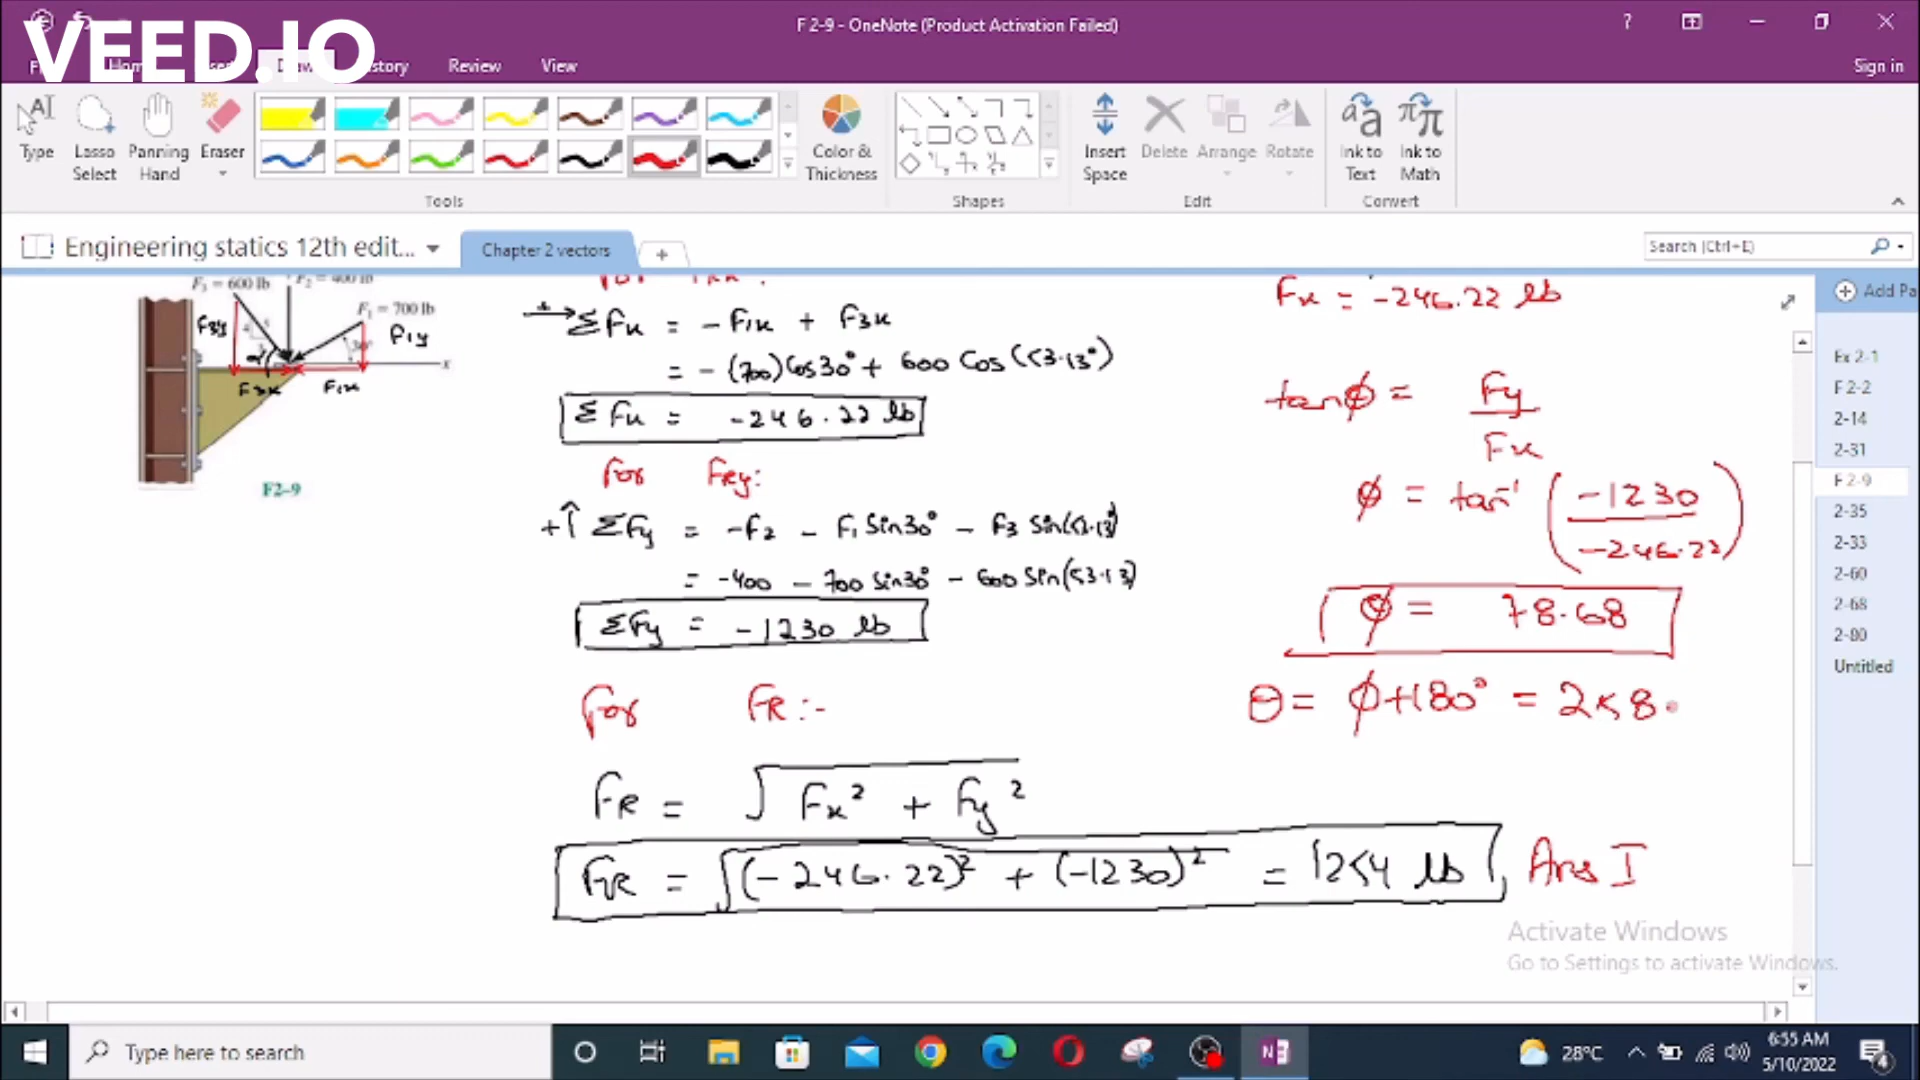 VEED.IO
F 2-9 - OneNote (Product Activation Failed)
?
Review
View
Sign in
Type
Lasso Select
Panning Hand
Eraser
Color & Thickness
Insert Space
Delete
Arrange
Rotate
Ink to Text
Ink to Math
Tools
Shapes
Edit
Convert
Engineering statics 12th edit...
Chapter 2 vectors
Search (Ctrl+E)
Add Pa
Ex 2-1
F 2-2
2-14
2-31
F 2-9
2-35
2-33
2-60
2-68
2-80
Untitled
F₃ = 600 lb
F₂ = 400 lb
F₁ = 700 lb
F3y
F1y
F3x
F1x
x
F2–9
ΣFx = -F1x + F3x
= -(700)Cos30° + 600 Cos(53.13°)
ΣFx = -246.22 lb
For FRy:
+↑ ΣFy = -F2 - F1 Sin30° - F3 Sin(53.13°)
= -400 - 700 Sin30° - 600 Sin(53.13)
ΣFy = -1230 lb
For FR:-
FR = √Fx² + Fy²
FR = √(-246.22)² + (-1230)² = 1254 lb, Ans I
Fx = -246.22 lb
tanφ = Fy / Fx
φ = tan⁻¹ (-1230 / -246.22)
φ = 78.68
θ = φ+180° = 258.
Activate Windows
Go to Settings to activate Windows.
Type here to search
28°C
6:55 AM
5/10/2022
4